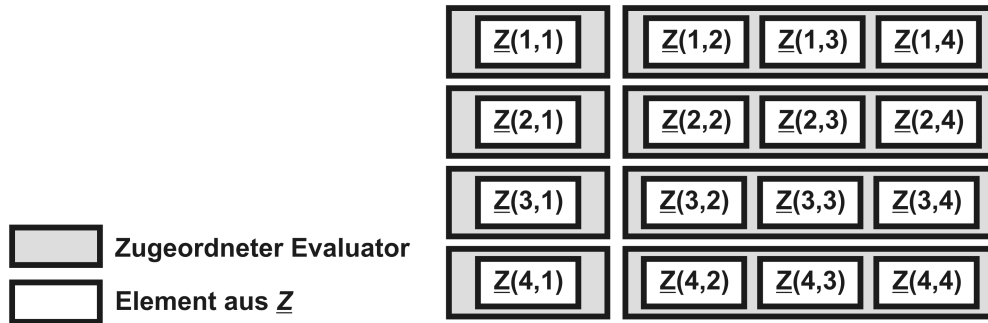 Z(1,1) Z(1,2) Z(1,3) Z(1,4)
Z(2,1) Z(2,2) Z(2,3) Z(2,4)
Z(3,1) Z(3,2) Z(3,3) Z(3,4)
Zugeordneter Evaluator
Z(4,1) Z(4,2) Z(4,3) Z(4,4)
Element aus Z